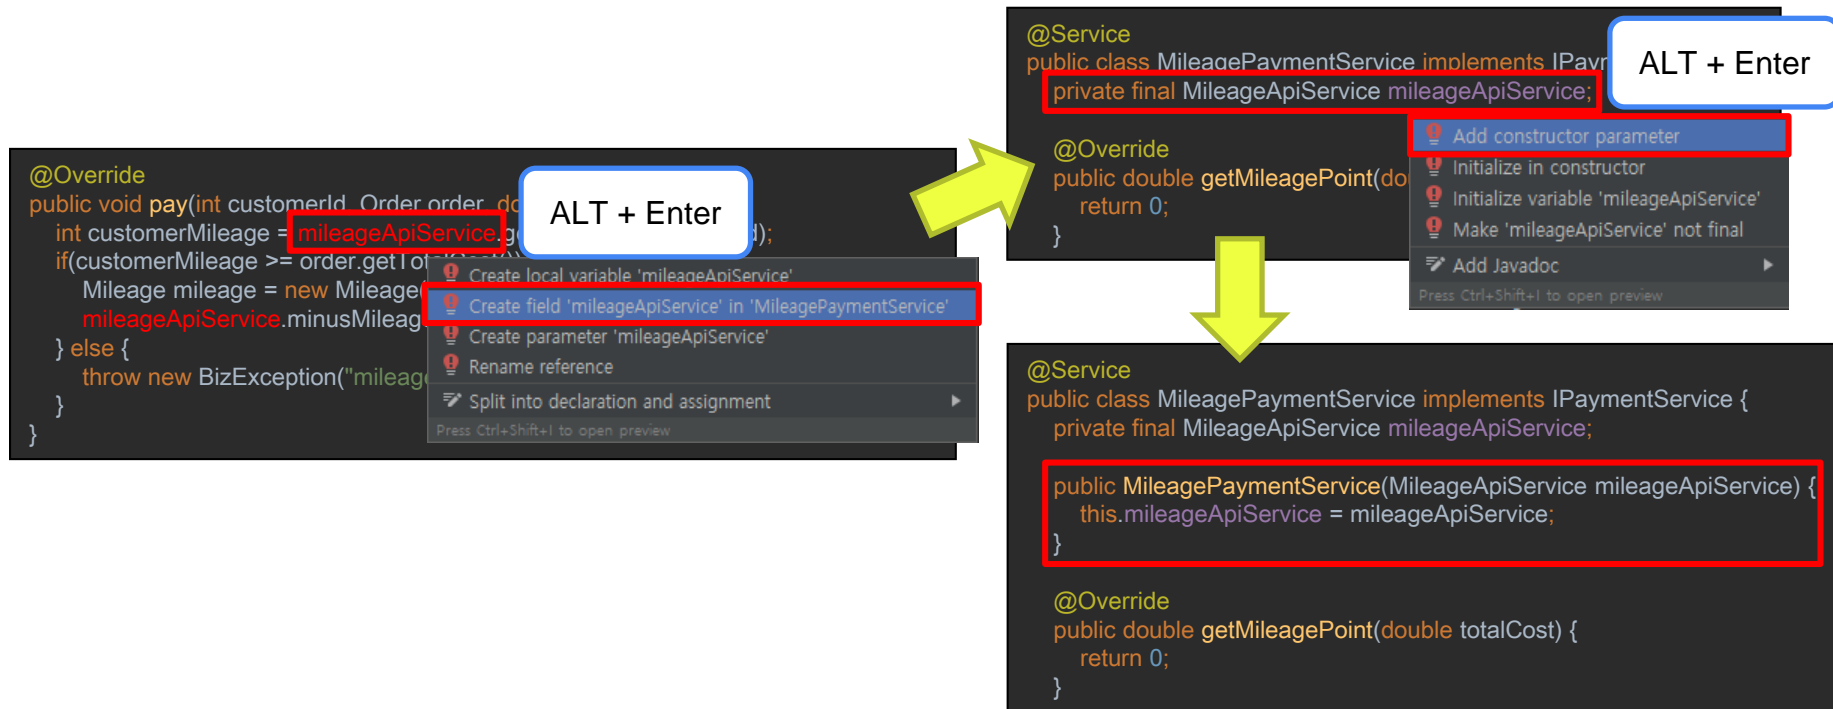 @Override
public void pay(int customerId, Order order, do
int customerMileage = mileageApiService.g
);
if(customerMileage >= order.getTotalCost())
Mileage mileage = new Mileage(
mileageApiService.minusMileag
} else {
throw new BizException("mileag
}
}
ALT + Enter
Create local variable 'mileageApiService'
Create field 'mileageApiService' in 'MileagePaymentService'
Create parameter 'mileageApiService'
Rename reference
Split into declaration and assignment
Press Ctrl+Shift+I to open preview
@Service
public class MileagePaymentService implements IPaym
private final MileageApiService mileageApiService;
@Override
public double getMileagePoint(dou
return 0;
}
ALT + Enter
Add constructor parameter
Initialize in constructor
Initialize variable 'mileageApiService'
Make 'mileageApiService' not final
Add Javadoc
Press Ctrl+Shift+I to open preview
@Service
public class MileagePaymentService implements IPaymentService {
private final MileageApiService mileageApiService;
public MileagePaymentService(MileageApiService mileageApiService) {
this.mileageApiService = mileageApiService;
}
@Override
public double getMileagePoint(double totalCost) {
return 0;
}